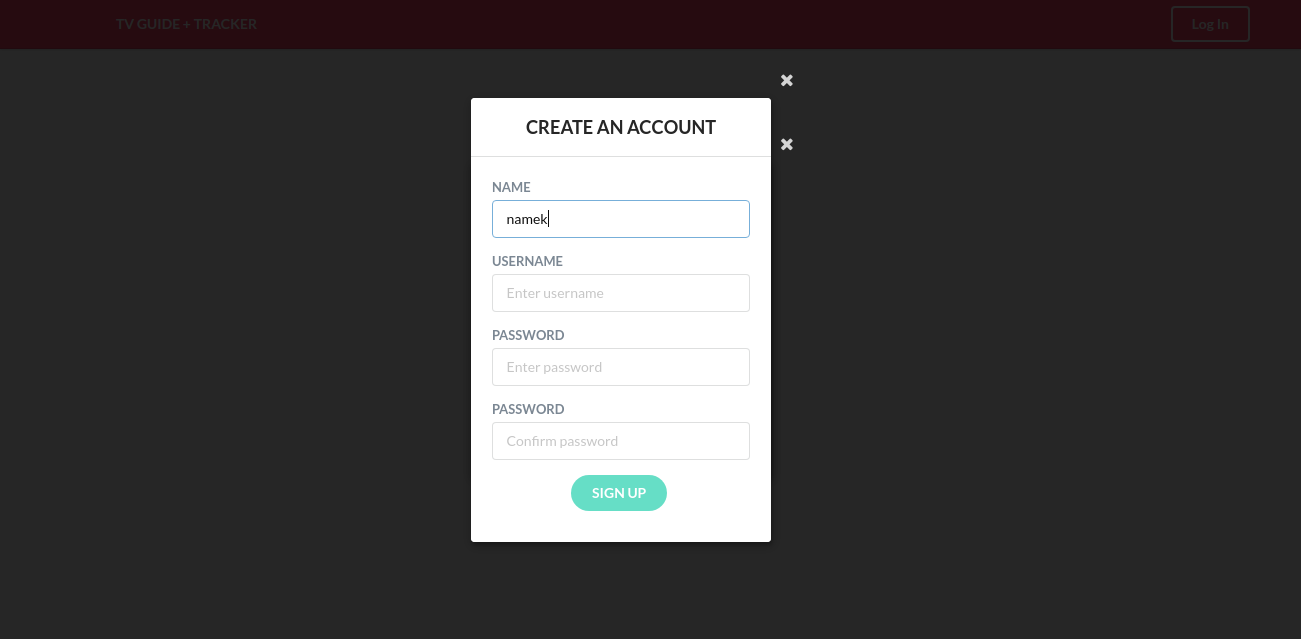 TV GUIDE + TRACKER
Log In
CREATE AN ACCOUNT
NAME
namek
USERNAME
Enter username
PASSWORD
Enter password
PASSWORD
Confirm password
SIGN UP